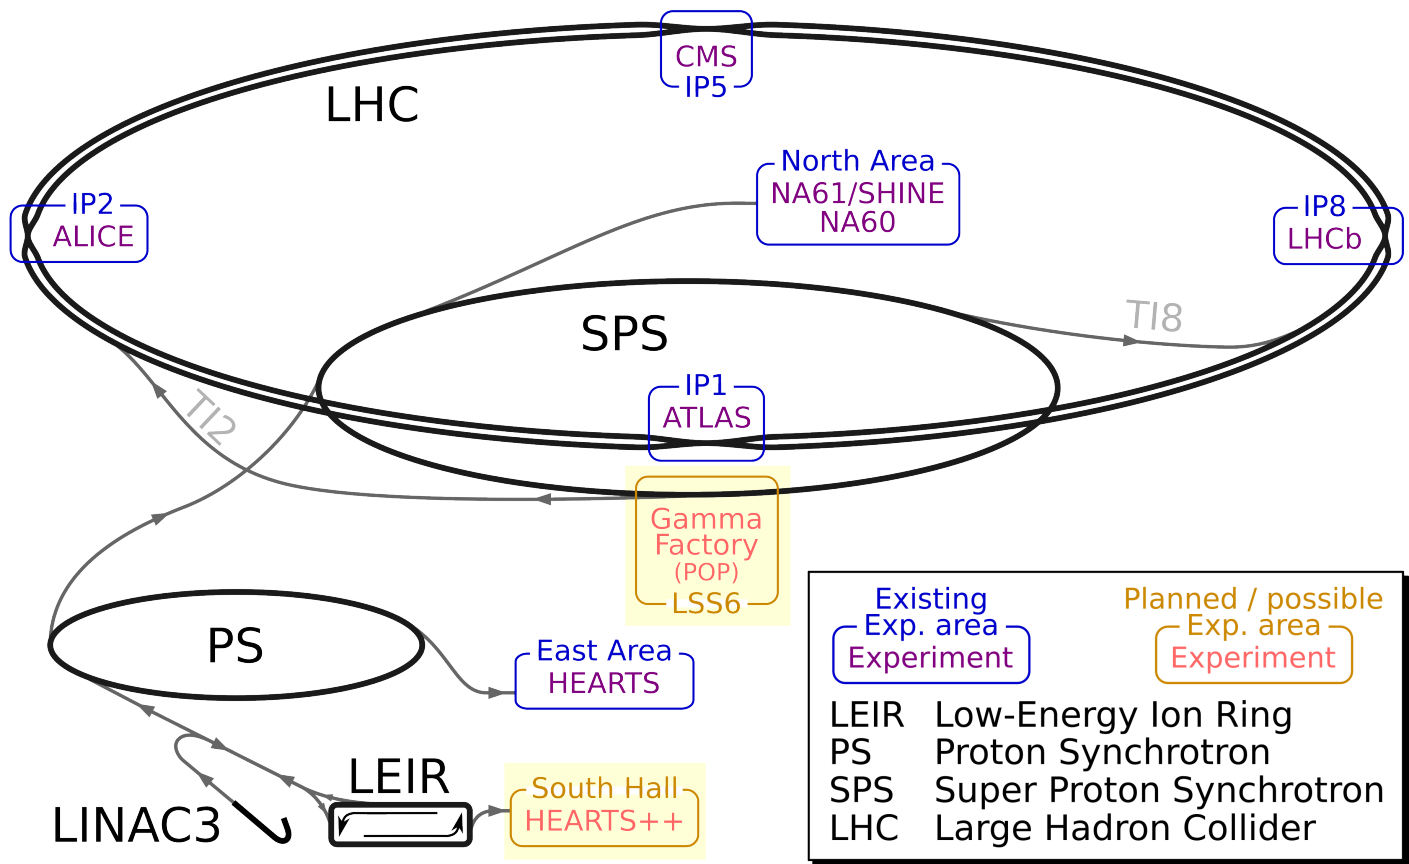 CMS
IP5
LHC
North Area
NA61/SHINE
NA60
IP2
ALICE
IP8
LHCb
TI8
SPS
IP1
ATLAS
TI2
Gamma
Factory
(POP)
LSS6
PS
East Area
HEARTS
LEIR
LINAC3
South Hall
HEARTS++
Existing
Exp. area
Experiment
Planned / possible
Exp. area
Experiment
LEIR Low-Energy Ion Ring
PS Proton Synchrotron
SPS Super Proton Synchrotron
LHC Large Hadron Collider